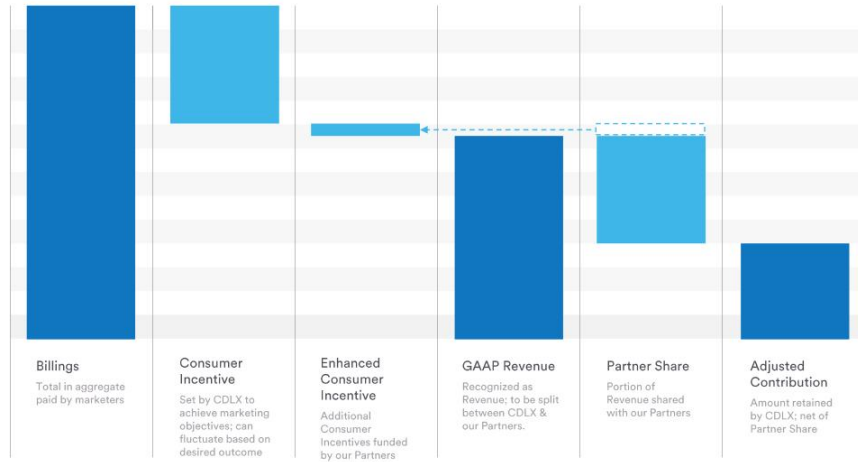 Billings
Total in aggregate
paid by marketers
Consumer
Incentive
Set by CDLX to
achieve marketing
objectives; can
fluctuate based on
desired outcome
Enhanced
Consumer
Incentive
Additional
Consumer
Incentives funded
by our Partners
GAAP Revenue
Recognized as
Revenue; to be split
between CDLX &
our Partners.
Partner Share
Portion of
Revenue shared
with our Partners
Adjusted
Contribution
Amount retained
by CDLX; net of
Partner Share